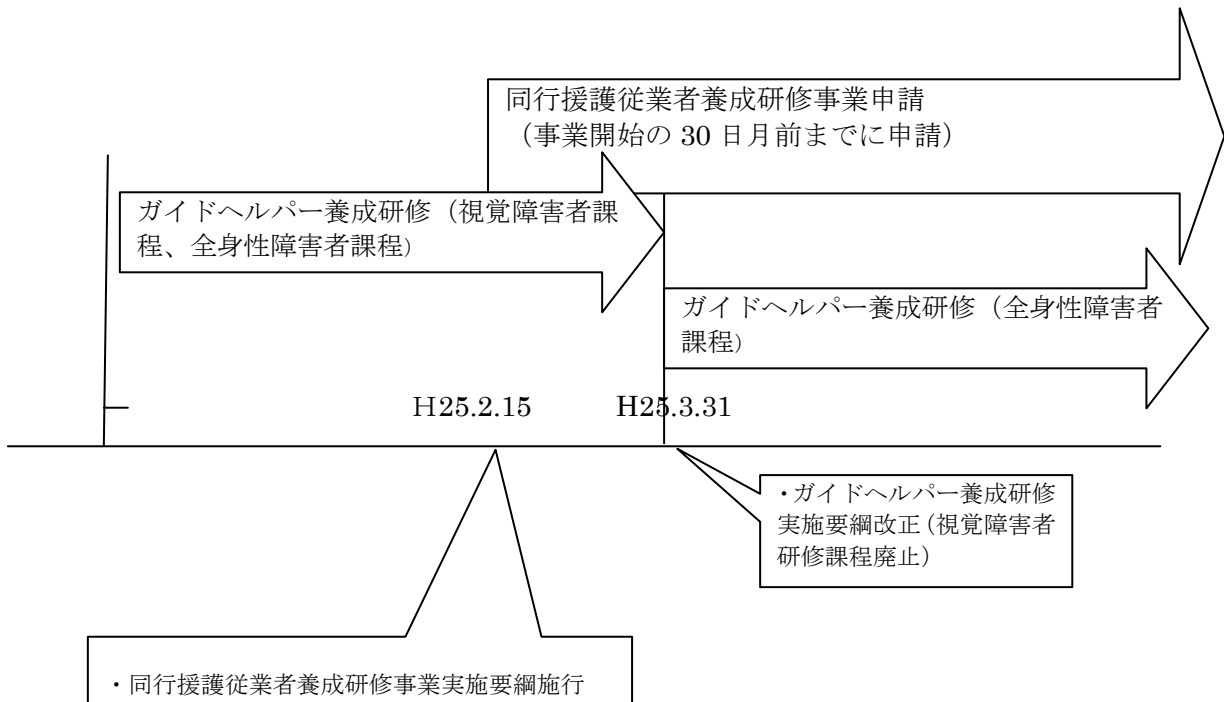 同行援護従業者養成研修事業申請
（事業開始の 30 日月前までに申請）
ガイドヘルパー養成研修（視覚障害者課
程、全身性障害者課程）
ガイドヘルパー養成研修（全身性障害者
課程）
H25.2.15
H25.3.31
・ガイドヘルパー養成研修
実施要綱改正（視覚障害者
研修課程廃止）
・同行援護従業者養成研修事業実施要綱施行